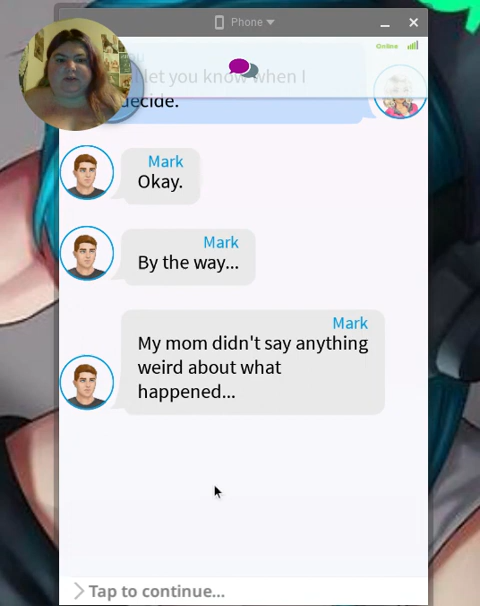 Phone
Online
let you know when I
decide.
Mark
Okay.
Mark
By the way...
Mark
My mom didn't say anything
weird about what
happened...
Tap to continue...